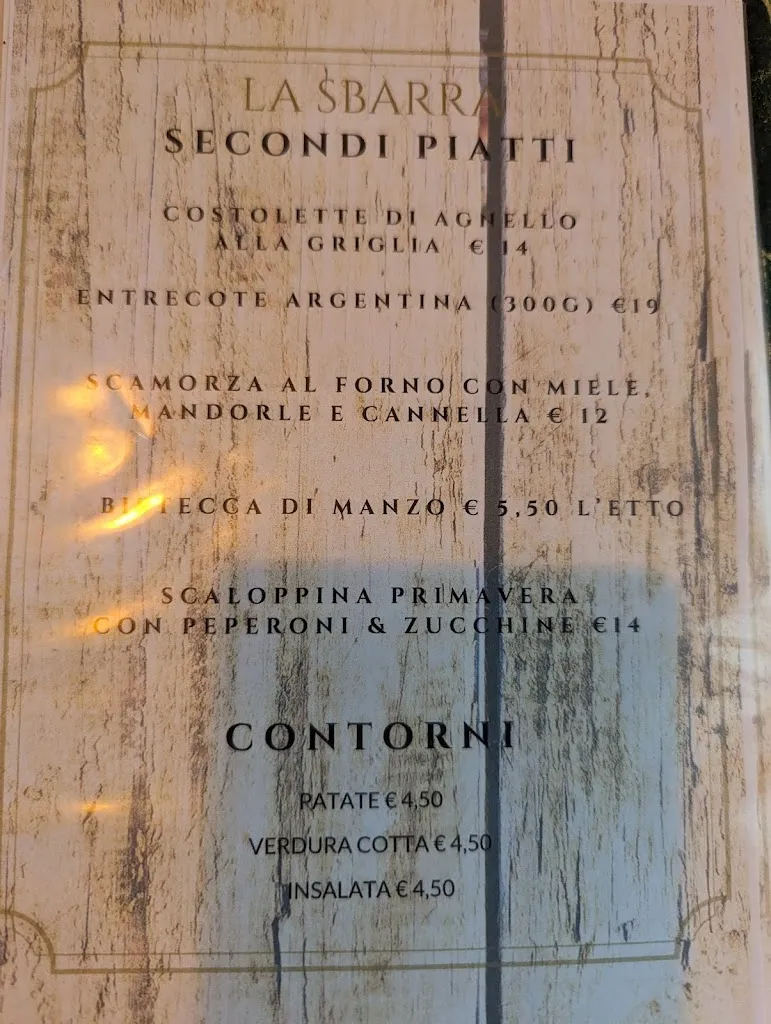 LA SBARRA
SECONDI PIATTI
COSTOLETTE DI AGNELLO
ALLA GRIGLIA € 14
ENTRECOTE ARGENTINA (300G) €19
SCAMORZA AL FORNO CON MIELE,
MANDORLE E CANNELLA € 12
BISTECCA DI MANZO € 5,50 L'ETTO
SCALOPPINA PRIMAVERA
CON PEPERONI & ZUCCHINE €14
CONTORNI
PATATE € 4,50
VERDURA COTTA € 4,50
INSALATA € 4,50